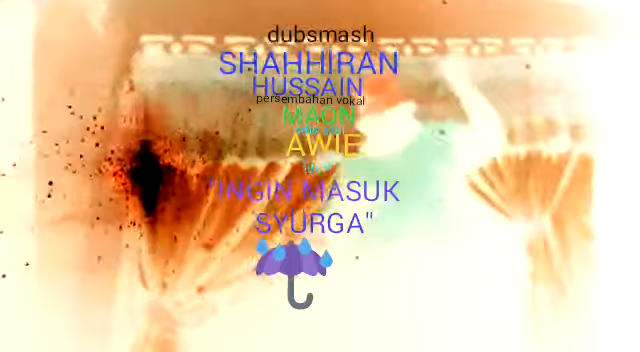 dubsmash
SHAHHIRAN
HUSSAIN
persembahan vokal
MAON
AWIE
"INGIN MASUK
SYURGA"